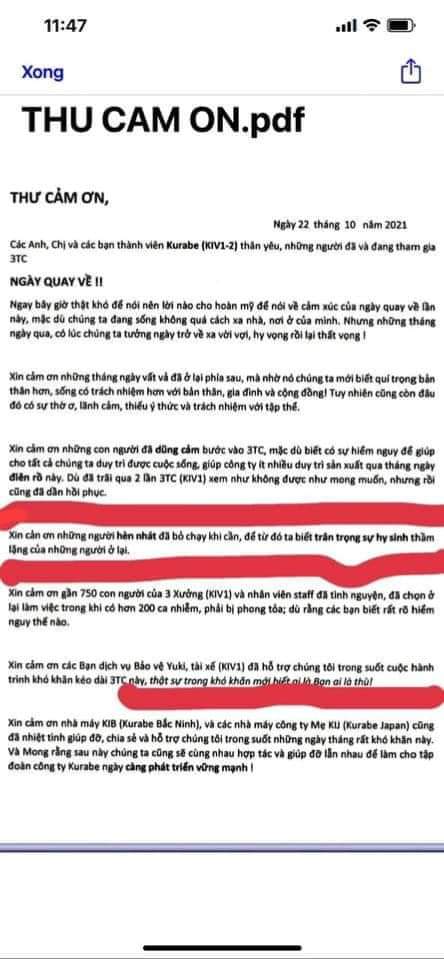 11:47
Xong
THU CAM ON.pdf
THƯ CẢM ƠN,
Ngày 22 tháng 10 năm 2021
Các Anh, Chị và các bạn thành viên Kurabe (KIV1-2) thân yêu, những người đã và đang tham gia
3TC
NGÀY QUAY VỀ !!
Ngay bây giờ thật khó để nói nên lời nào cho hoàn mỹ để nói về cảm xúc của ngày quay về lần
này, mặc dù chúng ta đang sống không quá cách xa nhà, nơi ở của mình. Nhưng những tháng
ngày qua, có lúc chúng ta tưởng ngày trở về xa vời vợi, hy vọng rồi lại thất vọng !
Xin cảm ơn những tháng ngày vất vả đã ở lại phía sau, mà nhờ nó chúng ta mới biết quí trọng bản
thân hơn, sống có trách nhiệm hơn với bản thân, gia đình và cộng đồng! Tuy nhiên cũng còn đâu
đó có sự thờ ơ, lãnh cảm, thiếu ý thức và trách nhiệm với tập thể.
Xin cảm ơn những con người đã dũng cảm bước vào 3TC, mặc dù biết có sự hiểm nguy để giúp
cho tất cả chúng ta duy trì được cuộc sống, giúp công ty ít nhiều duy trì sản xuất qua tháng ngày
điên rồ này. Dù đã trải qua 2 lần 3TC (KIV1) xem như không được như mong muốn, nhưng rồi
cũng đã dần hồi phục.
Xin cản ơn những người hèn nhát đã bỏ chạy khi cần, để từ đó ta biết trân trọng sự hy sinh thầm
lặng của những người ở lại.
Xin cảm ơn gần 750 con người của 3 Xưởng (KIV1) và nhân viên staff đã tình nguyện, đã chọn ở
lại làm việc trong khi có hơn 200 ca nhiễm, phải bị phong tỏa; dù rằng các bạn biết rất rõ hiểm
nguy thế nào.
Xin cảm ơn các Bạn dịch vụ Bảo vệ Yuki, tài xế (KIV1) đã hỗ trợ chúng tôi trong suốt cuộc hành
trình khó khăn kéo dài 3TC này, thật sự trong khó khăn mới biết ai là Bạn ai là thù!
Xin cảm ơn nhà máy KIB (Kurabe Bắc Ninh), và các nhà máy công ty Mẹ KIJ (Kurabe Japan) cũng
đã nhiệt tình giúp đỡ, chia sẻ và hỗ trợ chúng tôi trong suốt những ngày tháng rất khó khăn này.
Và Mong rằng sau này chúng ta cũng sẽ cùng nhau hợp tác và giúp đỡ lẫn nhau để làm cho tập
đoàn công ty Kurabe ngày càng phát triển vững mạnh !